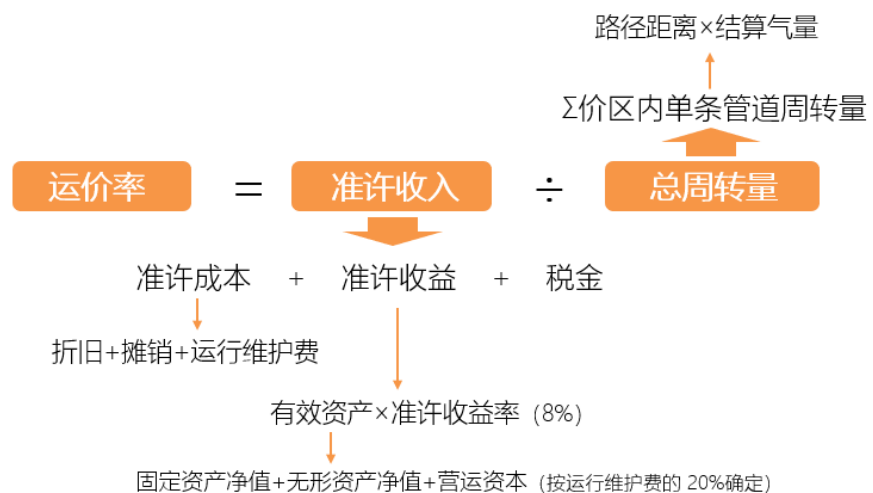 路径距离×结算气量
Σ价区内单条管道周转量
运价率 = 准许收入 ÷ 总周转量
准许成本 + 准许收益 + 税金
折旧+摊销+运行维护费
有效资产×准许收益率（8%）
固定资产净值+无形资产净值+营运资本（按运行维护费的 20%确定）